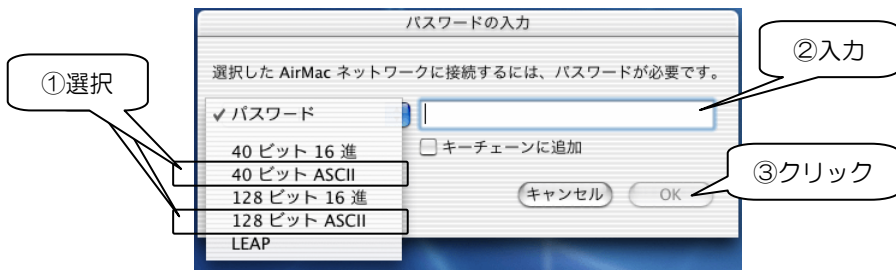 パスワードの入力
②入力
選択した AirMac ネットワークに接続するには、パスワードが必要です。
①選択
✓ パスワード
40 ビット 16 進
キーチェーンに追加
40 ビット ASCII
③クリック
128 ビット 16 進
キャンセル
OK
128 ビット ASCII
LEAP